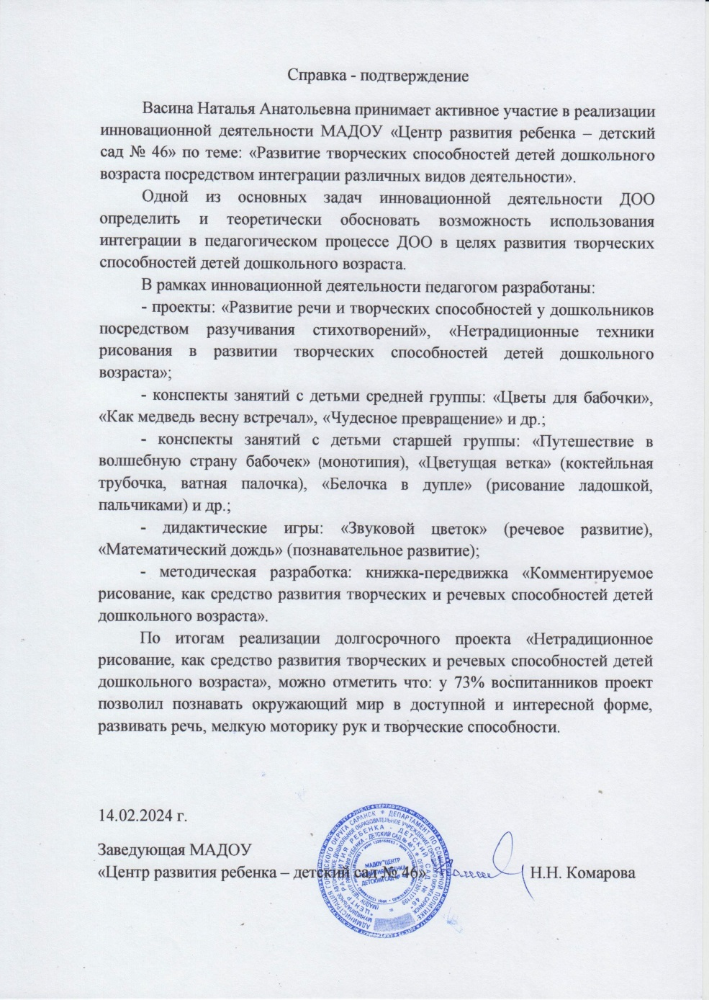 Справка - подтверждение
Васина Наталья Анатольевна принимает активное участие в реализации
инновационной деятельности МАДОУ «Центр развития ребенка – детский
сад № 46» по теме: «Развитие творческих способностей детей дошкольного
возраста посредством интеграции различных видов деятельности».
Одной из основных задач инновационной деятельности ДОО
определить и теоретически обосновать возможность использования
интеграции в педагогическом процессе ДОО в целях развития творческих
способностей детей дошкольного возраста.
В рамках инновационной деятельности педагогом разработаны:
- проекты: «Развитие речи и творческих способностей у дошкольников
посредством разучивания стихотворений», «Нетрадиционные техники
рисования в развитии творческих способностей детей дошкольного
возраста»;
- конспекты занятий с детьми средней группы: «Цветы для бабочки»,
«Как медведь весну встречал», «Чудесное превращение» и др.;
- конспекты занятий с детьми старшей группы: «Путешествие в
волшебную страну бабочек» (монотипия), «Цветущая ветка» (коктейльная
трубочка, ватная палочка), «Белочка в дупле» (рисование ладошкой,
пальчиками) и др.;
- дидактические игры: «Звуковой цветок» (речевое развитие),
«Математический дождь» (познавательное развитие);
- методическая разработка: книжка-передвижка «Комментируемое
рисование, как средство развития творческих и речевых способностей детей
дошкольного возраста».
По итогам реализации долгосрочного проекта «Нетрадиционное
рисование, как средство развития творческих и речевых способностей детей
дошкольного возраста», можно отметить что: у 73% воспитанников проект
позволил познавать окружающий мир в доступной и интересной форме,
развивать речь, мелкую моторику рук и творческие способности.
14.02.2024 г.
Заведующая МАДОУ
«Центр развития ребенка – детский сад № 46»
Н.Н. Комарова
МАДОУ "ЦЕНТР
РАЗВИТИЯ РЕБЕНКА
ДЕТСКИЙ САД №